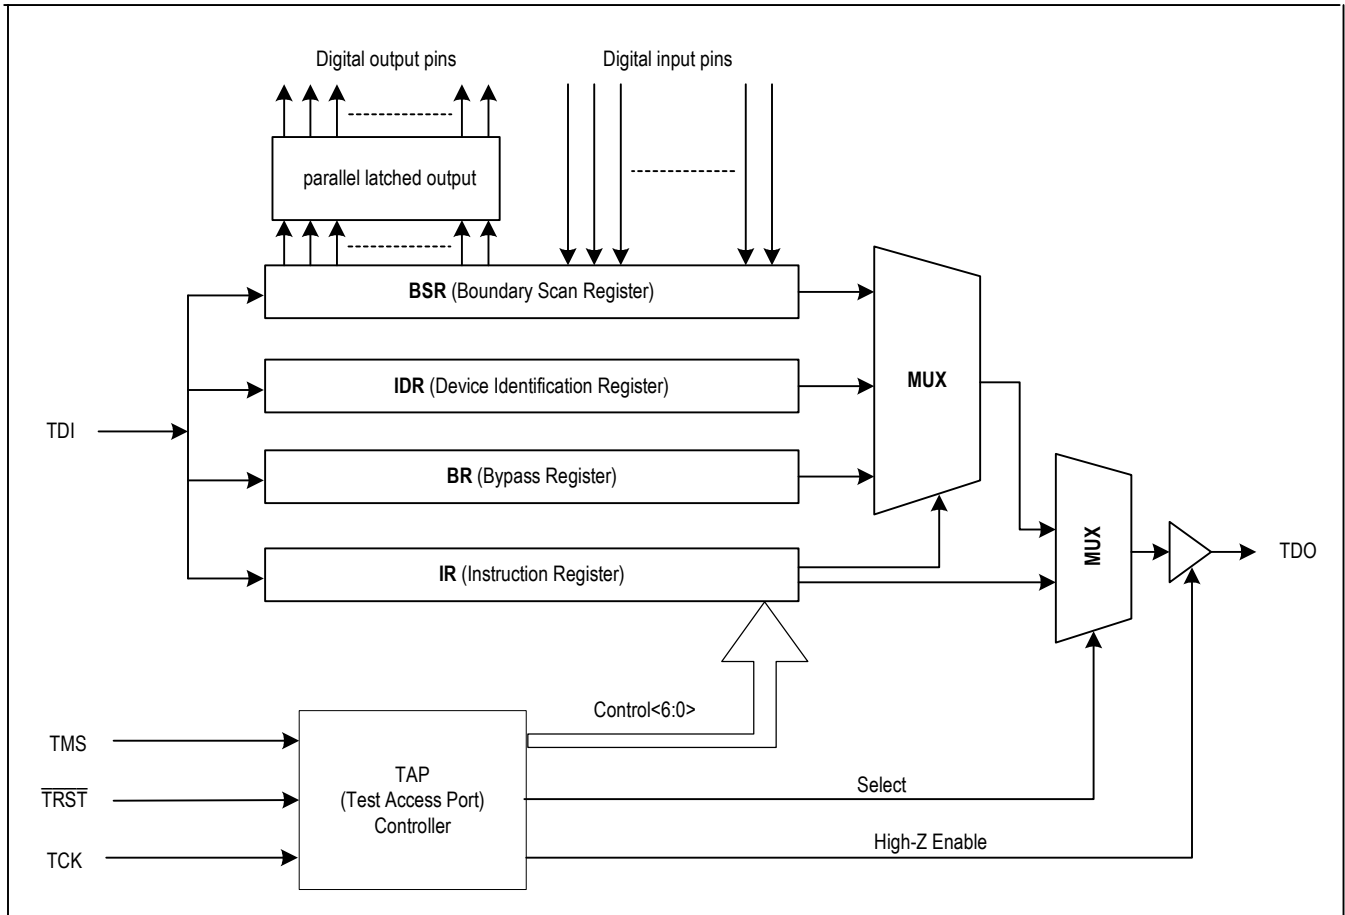 Digital output pins
Digital input pins
parallel latched output
BSR (Boundary Scan Register)
IDR (Device Identification Register)
MUX
TDI
BR (Bypass Register)
MUX
TDO
IR (Instruction Register)
Control<6:0>
TMS
TAP
(Test Access Port)
Controller
TRST
Select
TCK
High-Z Enable